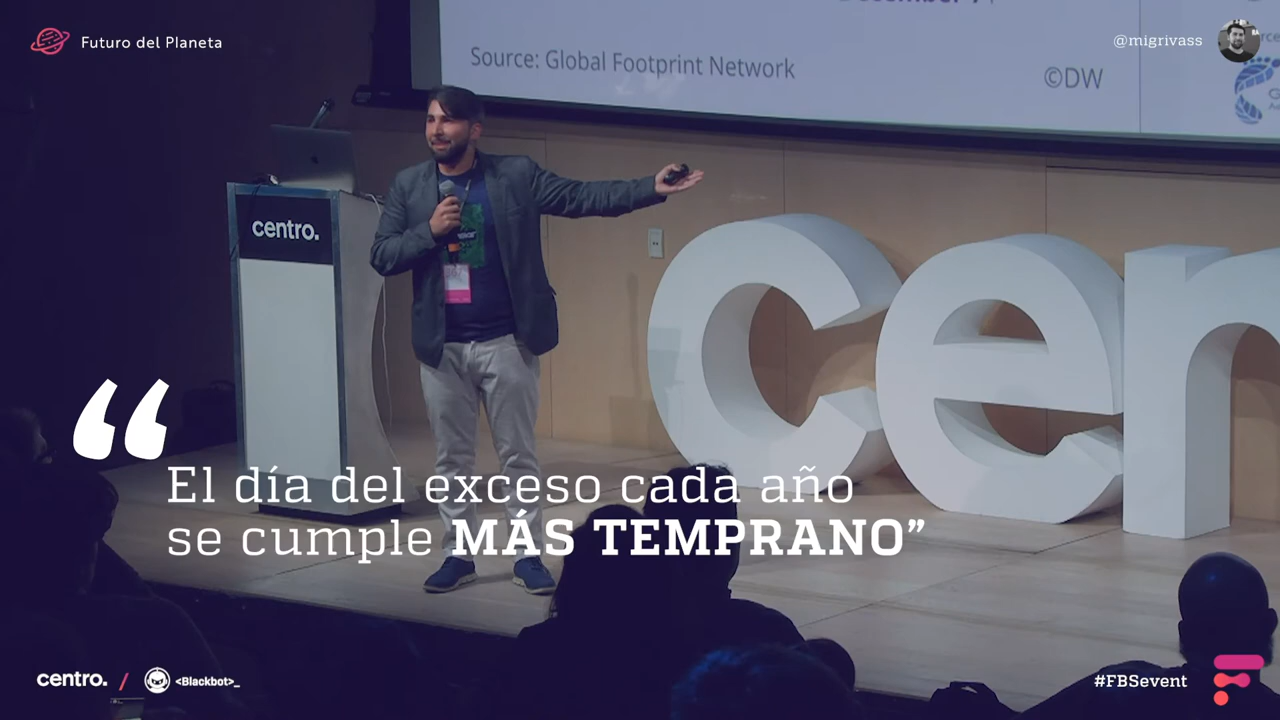 Futuro del Planeta
@migrivass
Source: Global Footprint Network
©DW
centro.
cen
“
El día del exceso cada año
se cumple MÁS TEMPRANO”
centro. / <Blackbot>_
#FBSevent